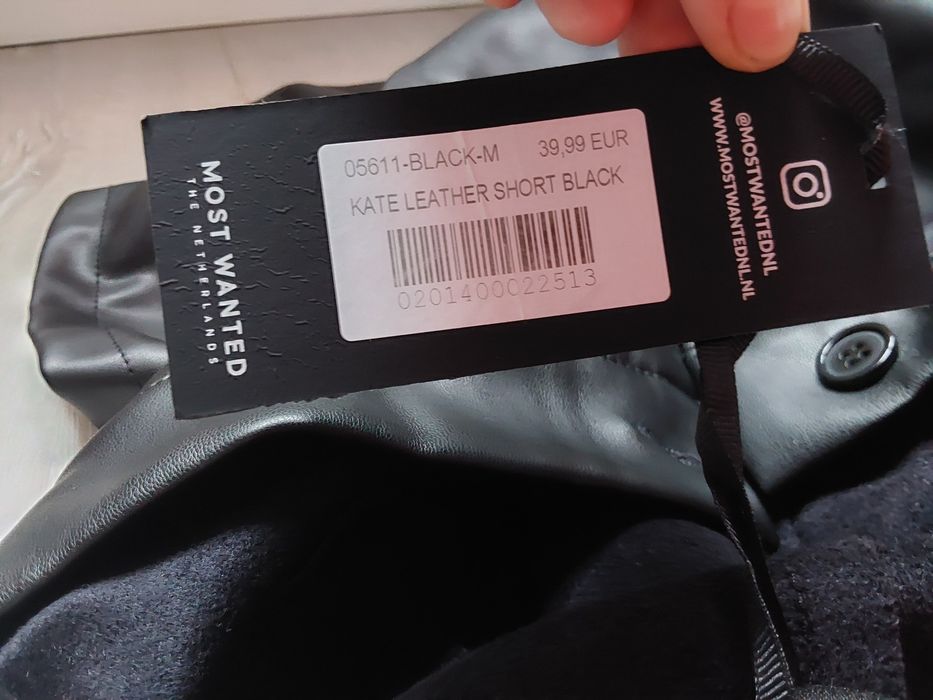 MOST WANTED
THE NETHERLANDS
05611-BLACK-M 39,99 EUR
KATE LEATHER SHORT BLACK
0201400022513
@MOSTWANTEDNL
WWW.MOSTWANTEDNL.NL